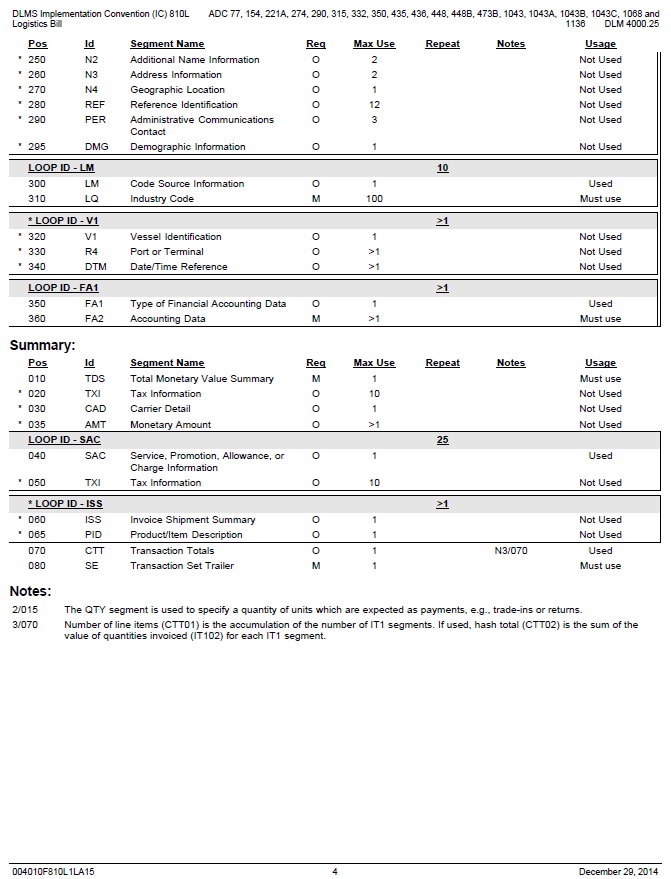 DLMS Implementation Convention (IC) 810L ADC 77, 154, 221A, 274, 290, 315, 332, 350, 435, 436, 448, 448B, 473B, 1043, 1043A, 1043B, 1043C, 1068 and
Logistics Bill 1136 DLM 4000.25
Pos Id Segment Name Req Max Use Repeat Notes Usage
* 250 N2 Additional Name Information O 2 Not Used
* 260 N3 Address Information O 2 Not Used
* 270 N4 Geographic Location O 1 Not Used
* 280 REF Reference Identification O 12 Not Used
* 290 PER Administrative Communications O 3 Not Used
Contact
* 295 DMG Demographic Information O 1 Not Used
LOOP ID - LM 10
300 LM Code Source Information O 1 Used
310 LQ Industry Code M 100 Must use
* LOOP ID - V1 >1
* 320 V1 Vessel Identification O 1 Not Used
* 330 R4 Port or Terminal O >1 Not Used
* 340 DTM Date/Time Reference O >1 Not Used
LOOP ID - FA1 >1
350 FA1 Type of Financial Accounting Data O 1 Used
360 FA2 Accounting Data M >1 Must use
Summary:
Pos Id Segment Name Req Max Use Repeat Notes Usage
010 TDS Total Monetary Value Summary M 1 Must use
* 020 TXI Tax Information O 10 Not Used
* 030 CAD Carrier Detail O 1 Not Used
* 035 AMT Monetary Amount O >1 Not Used
LOOP ID - SAC 25
040 SAC Service, Promotion, Allowance, or O 1 Used
Charge Information
* 050 TXI Tax Information O 10 Not Used
* LOOP ID - ISS >1
* 060 ISS Invoice Shipment Summary O 1 Not Used
* 065 PID Product/Item Description O 1 Not Used
070 CTT Transaction Totals O 1 N3/070 Used
080 SE Transaction Set Trailer M 1 Must use
Notes:
2/015 The QTY segment is used to specify a quantity of units which are expected as payments, e.g., trade-ins or returns.
3/070 Number of line items (CTT01) is the accumulation of the number of IT1 segments. If used, hash total (CTT02) is the sum of the
value of quantities invoiced (IT102) for each IT1 segment.
004010F810L1LA15 4 December 29, 2014